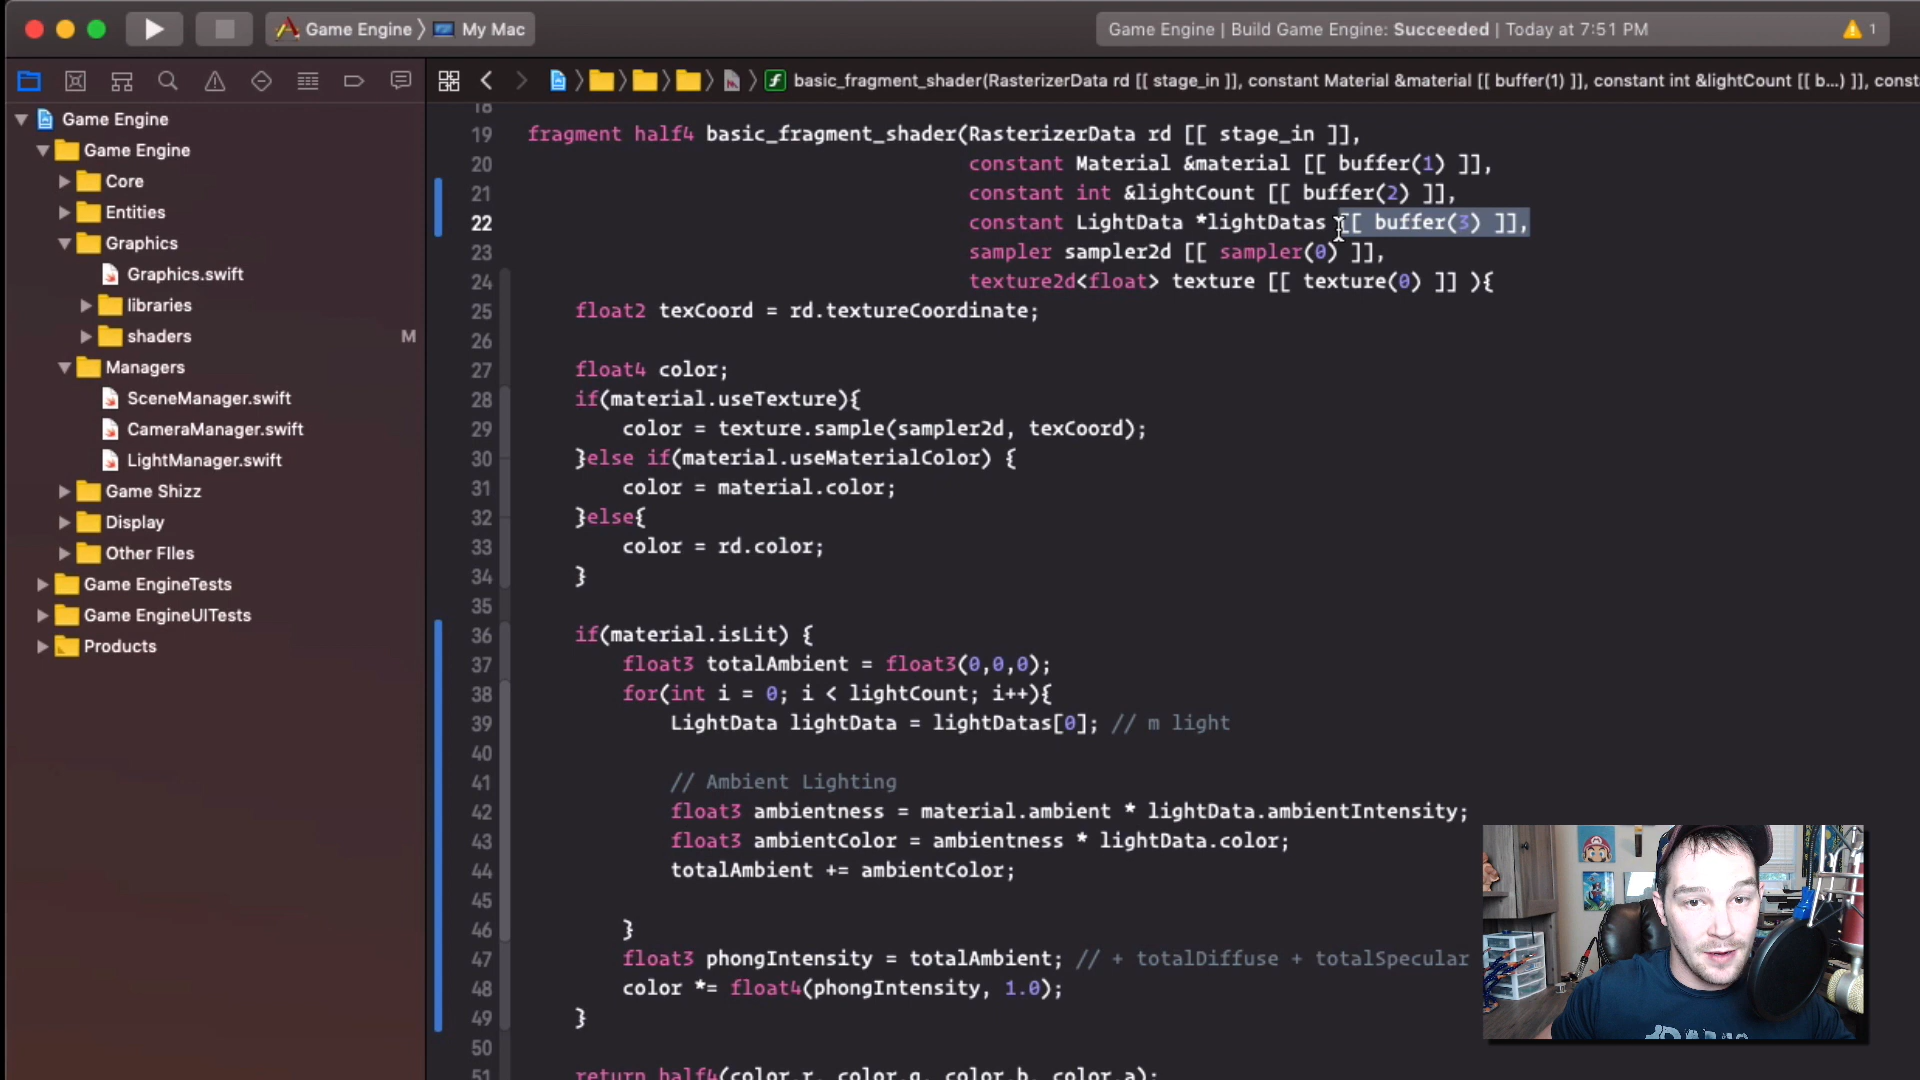 Game Engine
My Mac
Game Engine | Build Game Engine: Succeeded | Today at 7:51 PM
1
basic_fragment_shader(RasterizerData rd [[ stage_in ]], constant Material &material [[ buffer(1) ]], constant int &lightCount [[ b...) ]], consta
Game Engine
Game Engine
Core
Entities
Graphics
Graphics.swift
libraries
shaders M
Managers
SceneManager.swift
CameraManager.swift
LightManager.swift
Game Shizz
Display
Other FIles
Game EngineTests
Game EngineUITests
Products
18
19 fragment half4 basic_fragment_shader(RasterizerData rd [[ stage_in ]],
20 constant Material &material [[ buffer(1) ]],
21 constant int &lightCount [[ buffer(2) ]],
22 constant LightData *lightDatas [[ buffer(3) ]],
23 sampler sampler2d [[ sampler(0) ]],
24 texture2d<float> texture [[ texture(0) ]] ){
25 float2 texCoord = rd.textureCoordinate;
26
27 float4 color;
28 if(material.useTexture){
29 color = texture.sample(sampler2d, texCoord);
30 }else if(material.useMaterialColor) {
31 color = material.color;
32 }else{
33 color = rd.color;
34 }
35
36 if(material.isLit) {
37 float3 totalAmbient = float3(0,0,0);
38 for(int i = 0; i < lightCount; i++){
39 LightData lightData = lightDatas[0]; // m light
40
41 // Ambient Lighting
42 float3 ambientness = material.ambient * lightData.ambientIntensity;
43 float3 ambientColor = ambientness * lightData.color;
44 totalAmbient += ambientColor;
45
46 }
47 float3 phongIntensity = totalAmbient; // + totalDiffuse + totalSpecular
48 color *= float4(phongIntensity, 1.0);
49 }
50
51 return half4(color.r, color.g, color.b, color.a);